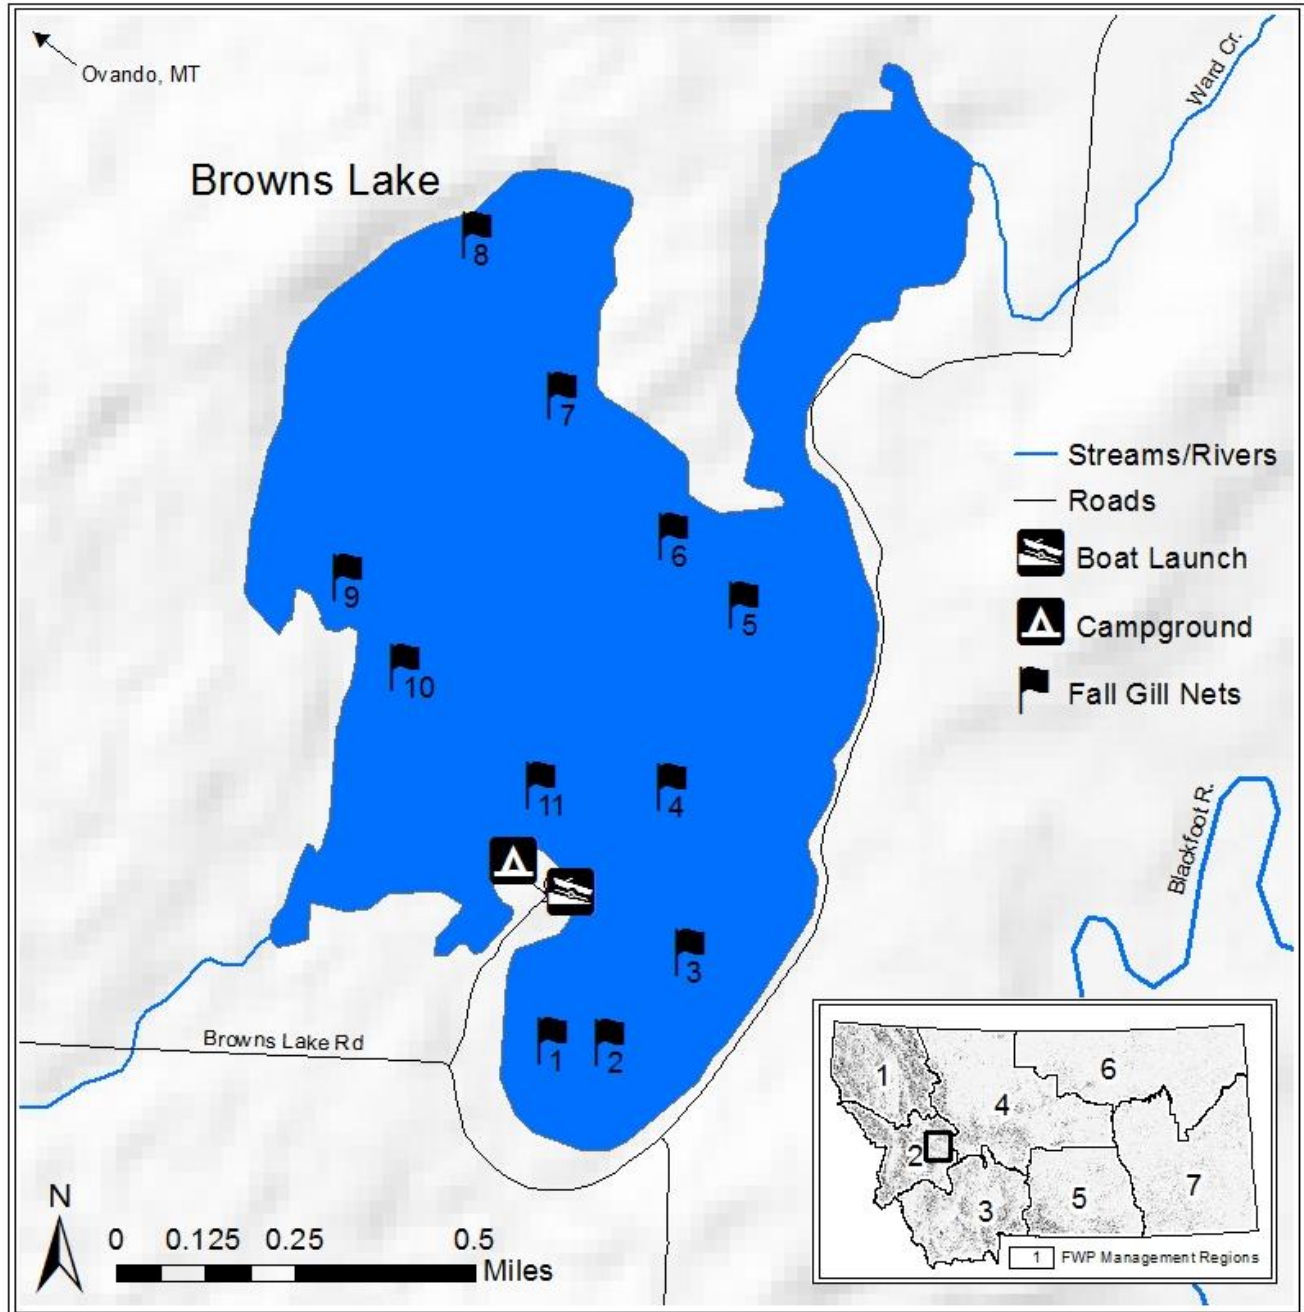 Ovando, MT
Ward Cr.
Browns Lake
8
7
Streams/Rivers
Roads
6
Boat Launch
9
5
Campground
10
Fall Gill Nets
11
4
Blackfoot R.
3
Browns Lake Rd
1
2
N
0 0.125 0.25 0.5
Miles
1
6
4
2
7
5
3
1 FWP Management Regions